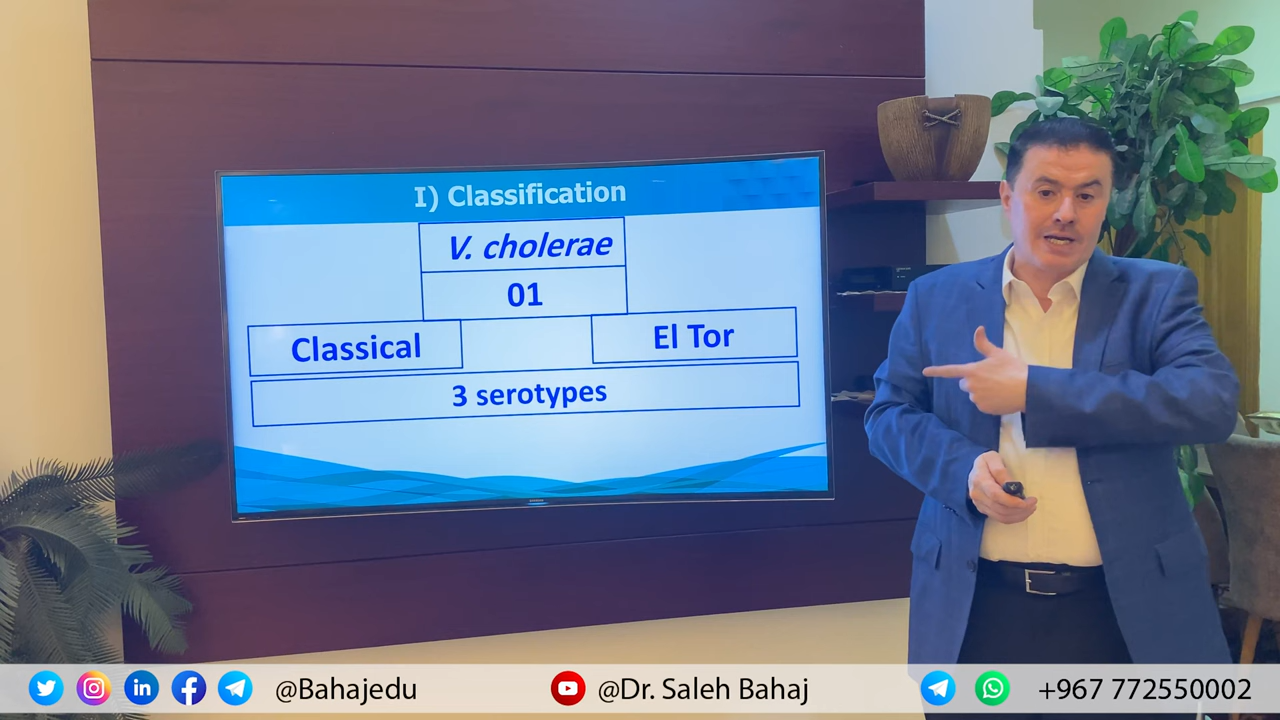 I) Classification
V. cholerae
01
Classical
El Tor
3 serotypes
@Bahajedu
@Dr. Saleh Bahaj
+967 772550002